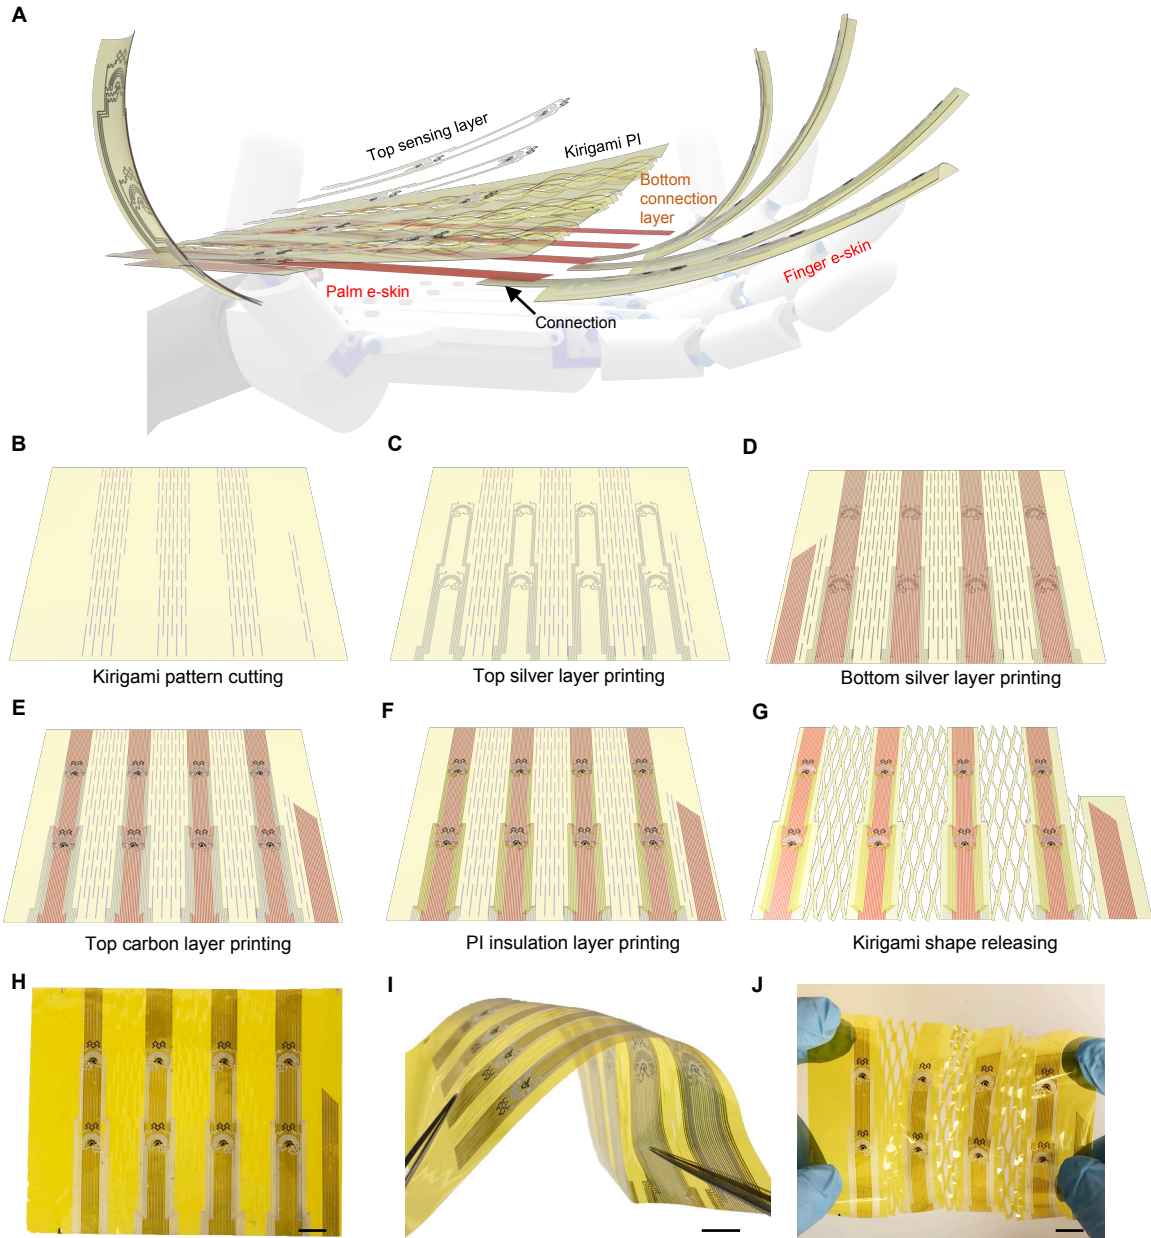 A
Top sensing layer
Kirigami PI
Bottom
connection
layer
Finger e-skin
Palm e-skin
Connection
B
C
D
Kirigami pattern cutting
Top silver layer printing
Bottom silver layer printing
E
F
G
Top carbon layer printing
PI insulation layer printing
Kirigami shape releasing
H
I
J